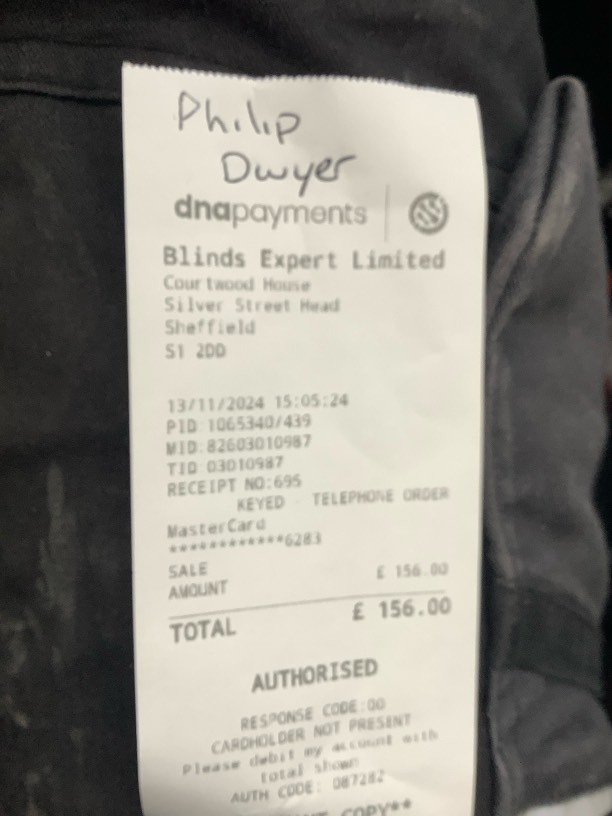 Philip
Dwyer
dnapayments
Blinds Expert Limited
Courtwood House
Silver Street Head
Sheffield
S1 2DD
13/11/2024 15:05:24
PID:1065340/439
MID:82603010987
TID:03010987
RECEIPT NO:695
KEYED - TELEPHONE ORDER
MasterCard
************6283
SALE
AMOUNT £ 156.00
TOTAL £ 156.00
AUTHORISED
RESPONSE CODE:00
CARDHOLDER NOT PRESENT
Please debit my account with
total shown
AUTH CODE: 087282
COPY**